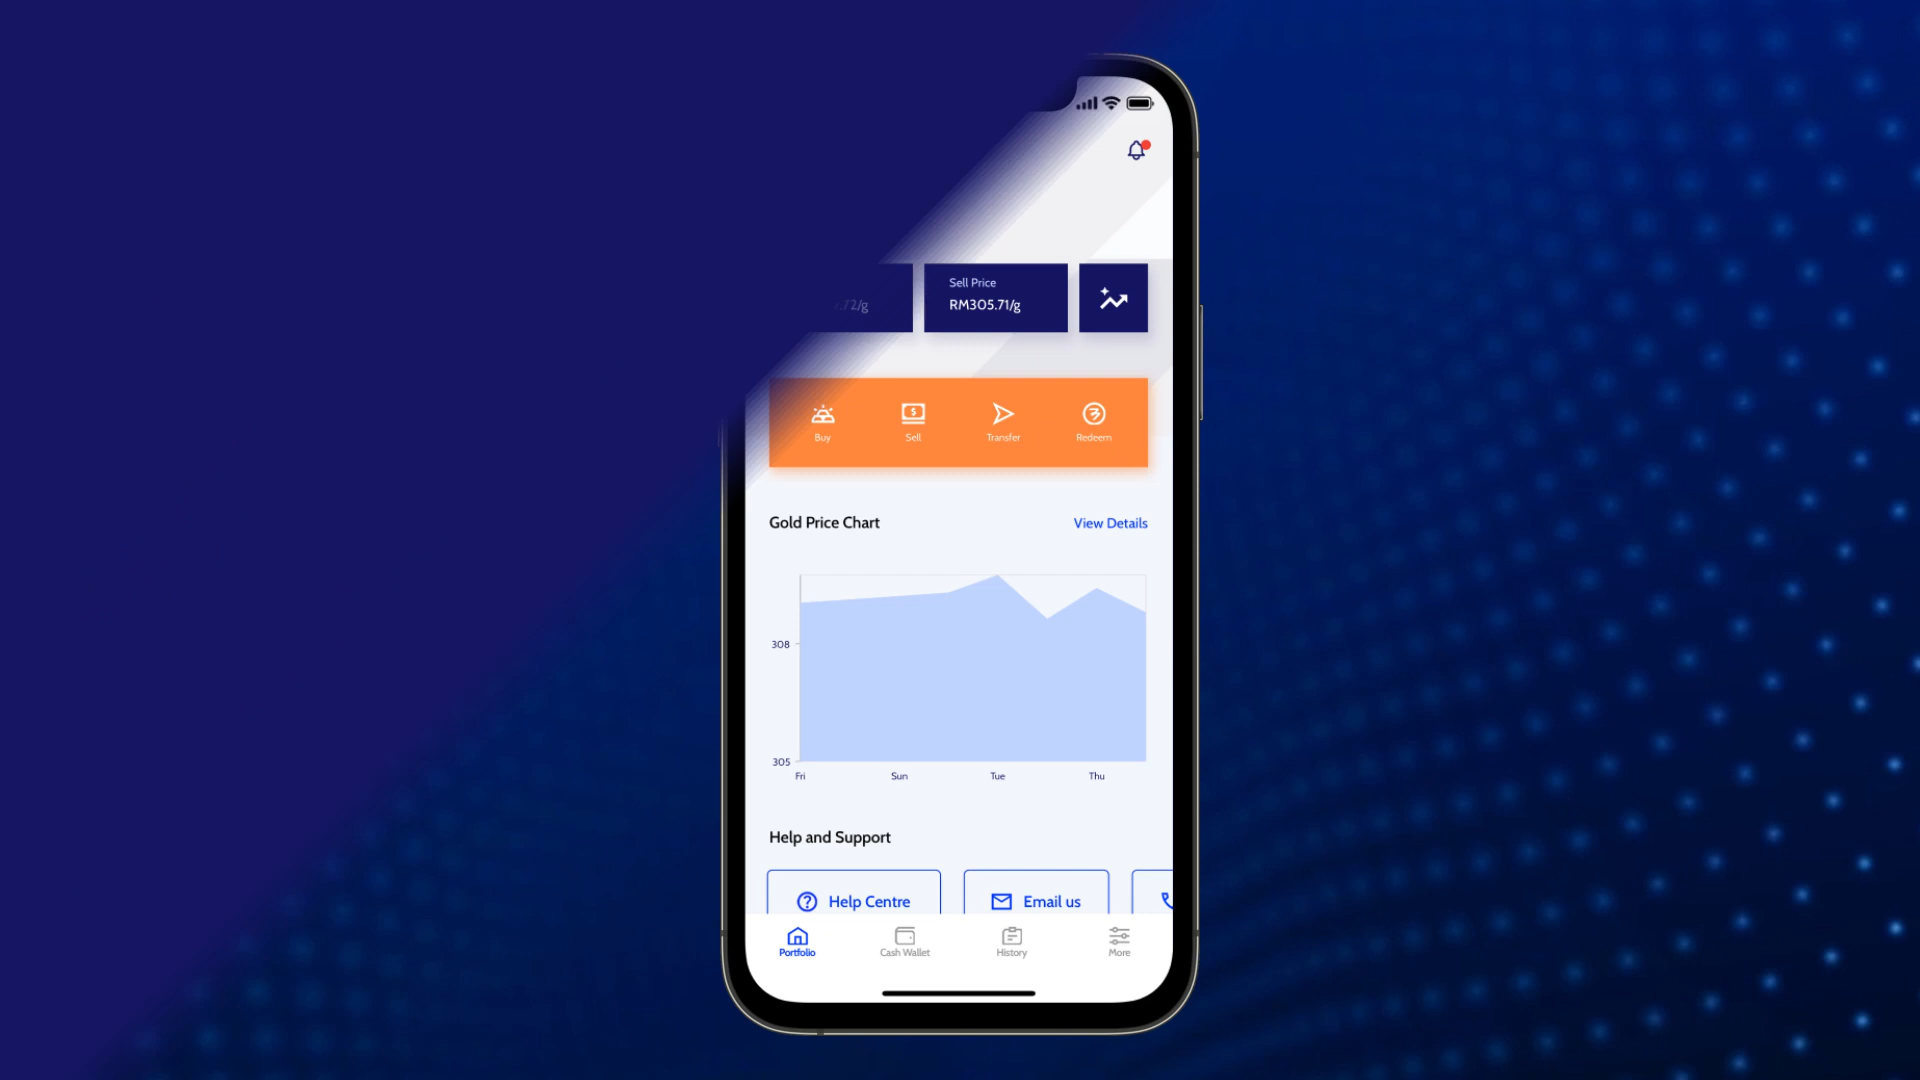 Sell Price
.72/g
RM305.71/g
Buy
Sell
Transfer
Redeem
Gold Price Chart
View Details
308
305
Fri
Sun
Tue
Thu
Help and Support
Help Centre
Email us
Portfolio
Cash Wallet
History
More